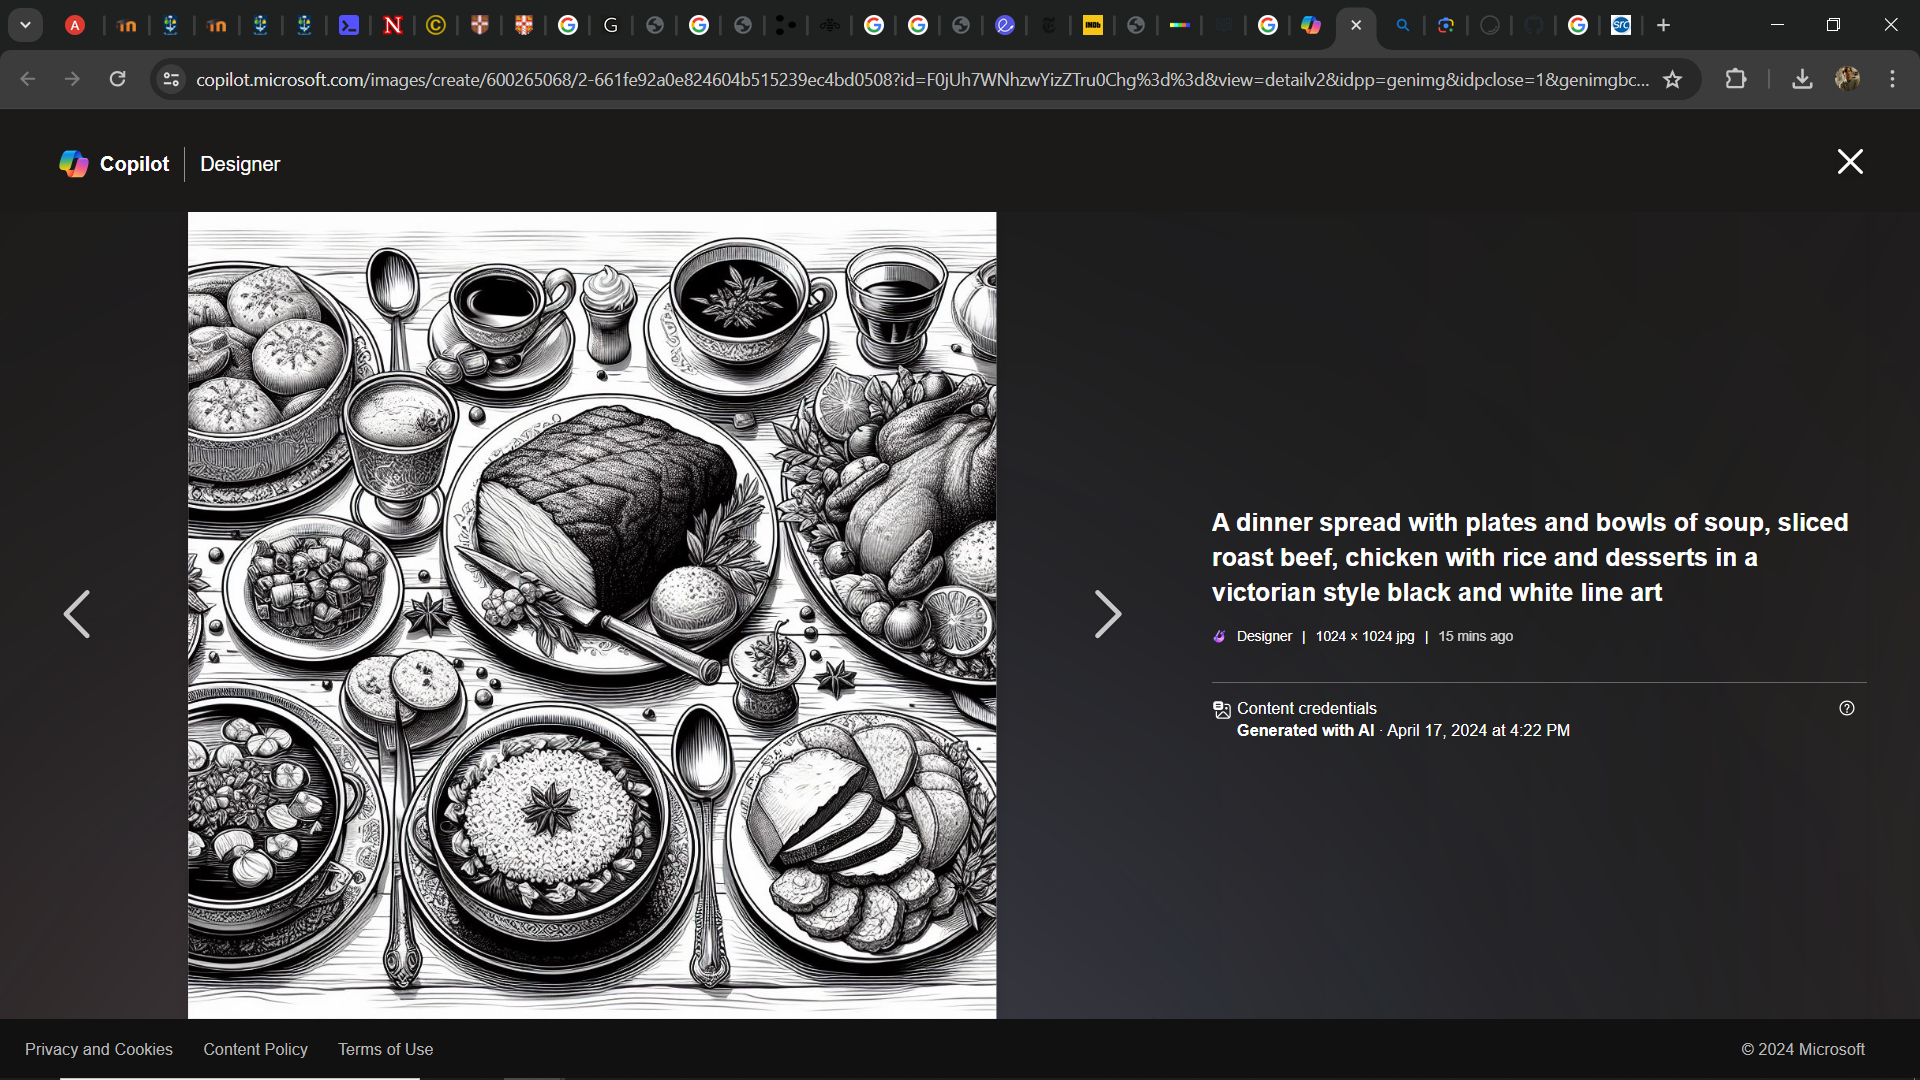 copilot.microsoft.com/images/create/600265068/2-661fe92a0e824604b515239ec4bd0508?id=F0jUh7WNhzwYizZTru0Chg%3d%3d&view=detailv2&idpp=genimg&idpclose=1&genimgbc...
Copilot | Designer
A dinner spread with plates and bowls of soup, sliced
roast beef, chicken with rice and desserts in a
victorian style black and white line art
Designer | 1024 × 1024 jpg | 15 mins ago
Content credentials
Generated with AI · April 17, 2024 at 4:22 PM
Privacy and Cookies Content Policy Terms of Use © 2024 Microsoft